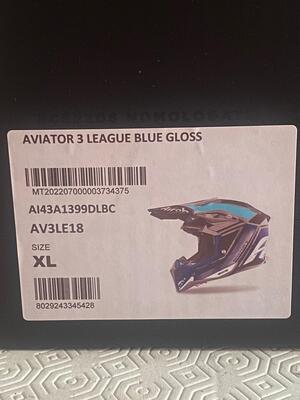 AVIATOR 3 LEAGUE BLUE GLOSS
MT202207000003734375
AI43A1399DLBC
AV3LE18
SIZE
XL
8029243345428